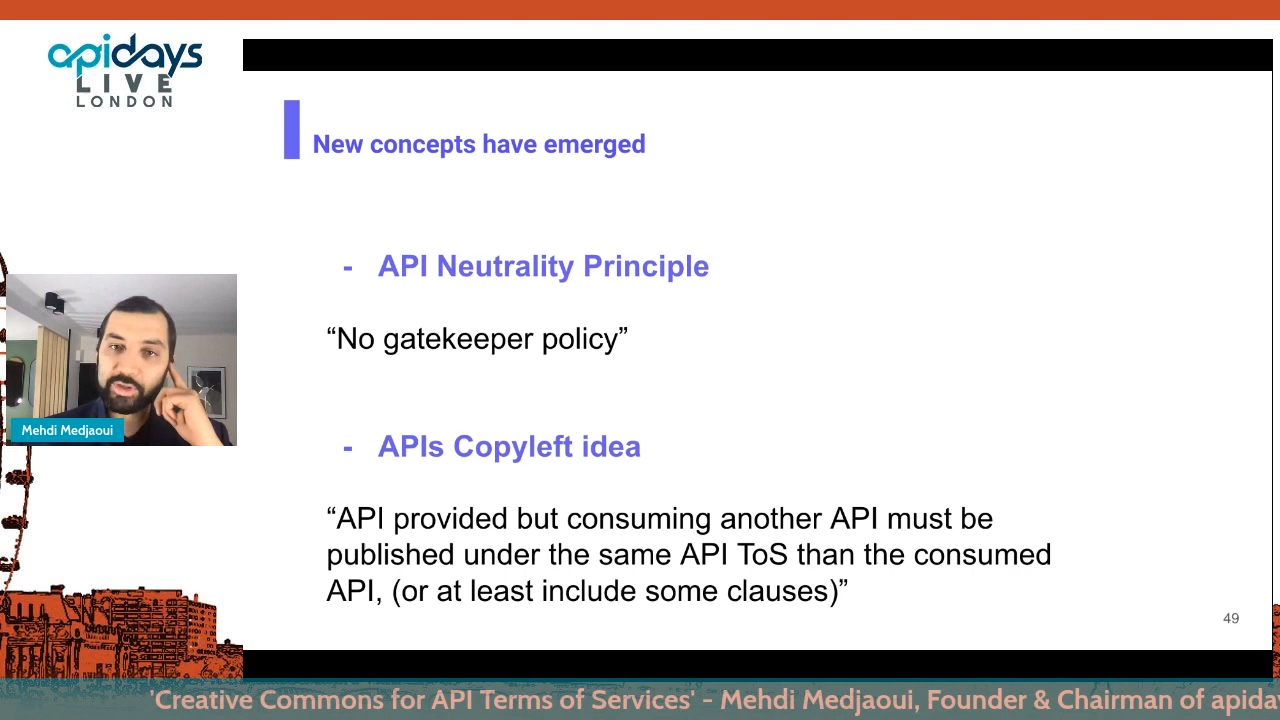 apidays
LIVE
LONDON
New concepts have emerged
- API Neutrality Principle
“No gatekeeper policy”
Mehdi Medjaoui
- APIs Copyleft idea
“API provided but consuming another API must be
published under the same API ToS than the consumed
API, (or at least include some clauses)”
49
'Creative Commons for API Terms of Services' - Mehdi Medjaoui, Founder & Chairman of apida